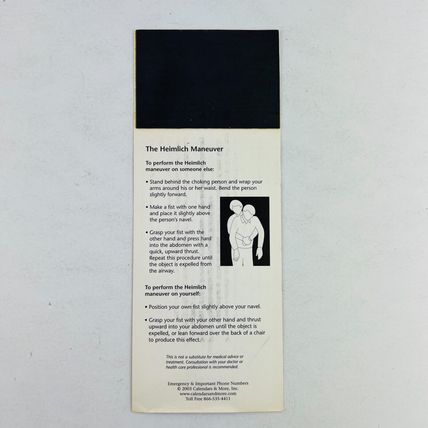 The Heimlich Maneuver
To perform the Heimlich
maneuver on someone else:
• Stand behind the choking person and wrap your
arms around his or her waist. Bend the person
slightly forward.
• Make a fist with one hand
and place it slightly above
the person's navel.
• Grasp your fist with the
other hand and press hard
into the abdomen with a
quick, upward thrust.
Repeat this procedure until
the object is expelled from
the airway.
To perform the Heimlich
maneuver on yourself:
• Position your own fist slightly above your navel.
• Grasp your fist with your other hand and thrust
upward into your abdomen until the object is
expelled, or lean forward over the back of a chair
to produce this effect.
This is not a substitute for medical advice or
treatment. Consultation with your doctor or
health care professional is recommended.
Emergency & Important Phone Numbers
© 2003 Calendars & More, Inc.
www.calendarsandmore.com
Toll Free 866-535-4411